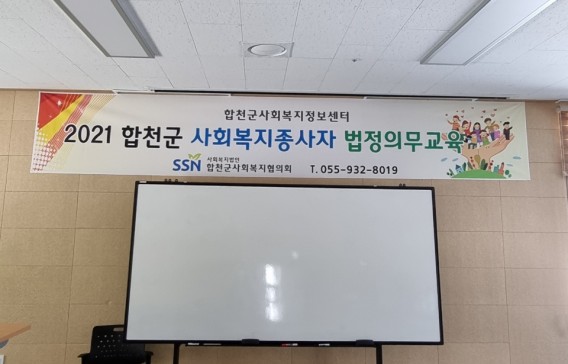 합천군사회복지정보센터
2021 합천군 사회복지종사자 법정의무교육
SSN 사회복지법인
합천군사회복지협의회 T. 055-932-8019